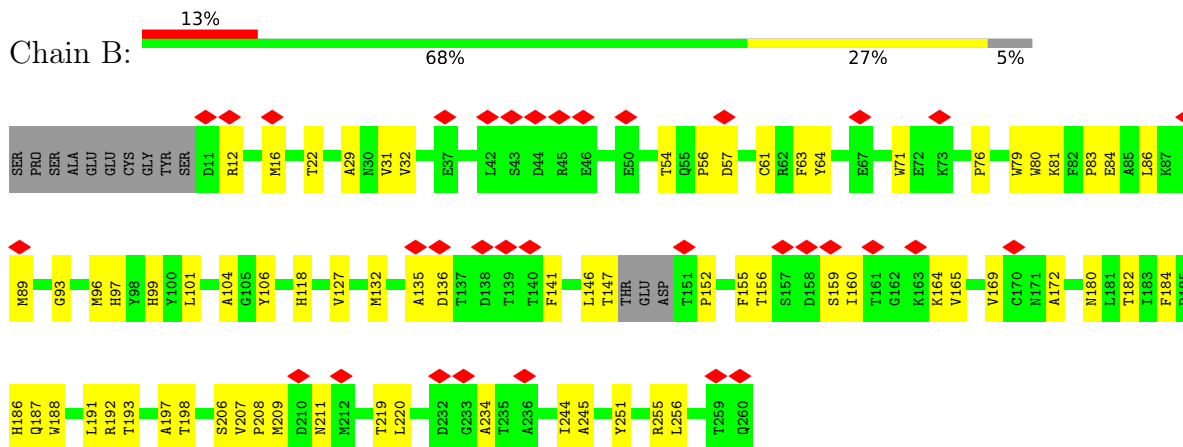 13%
Chain B:
68% 27% 5%
SER PRO SER ALA GLU GLU CYS GLY TYR SER D11 R12 M16 T22 A29 N30 V31 V32 E37 L42 S43 D44 R45 E46 E50 T54 Q55 P56 D57 C61 R62 F63 Y64 E67 W71 E72 K73 P76 W79 W80 K81 F82 P83 E84 A85 L86 K87
M89 G93 M96 H97 Y98 H99 Y100 L101 A104 G105 Y106 H118 V127 M132 A135 D136 T137 D138 T139 T140 F141 L146 T147 THR GLU ASP T151 P152 F155 T156 S157 D158 S159 I160 T161 G162 K163 K164 V165 V169 C170 N171 A172 N180 L181 T182 I183 F184
H186 Q187 W188 L191 R192 T193 A197 T198 S206 V207 P208 M209 D210 N211 M212 T219 L220 D232 G233 A234 T235 A236 I244 A245 Y251 R255 L256 T259 Q260